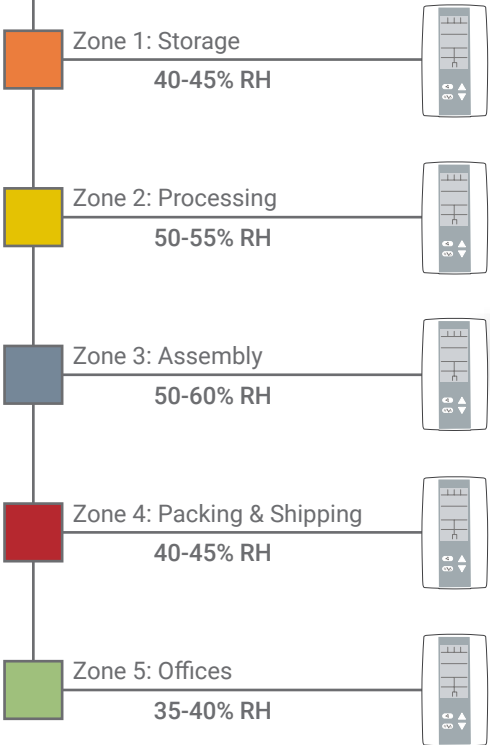 Zone 1: Storage
40-45% RH
Zone 2: Processing
50-55% RH
Zone 3: Assembly
50-60% RH
Zone 4: Packing & Shipping
40-45% RH
Zone 5: Offices
35-40% RH